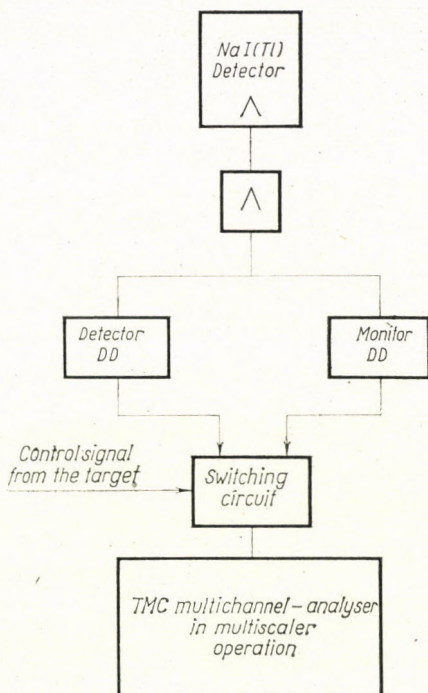 NaI(Tl)
Detector
Λ
Λ
Detector
DD
Monitor
DD
Control signal
from the target
Switching
circuit
TMC multichannel-analyser
in multiscaler
operation